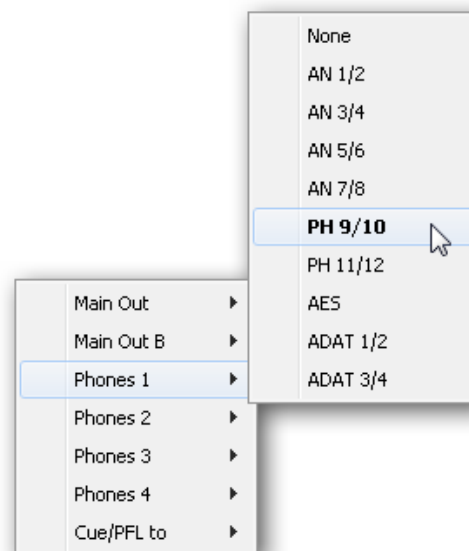 None
AN 1/2
AN 3/4
AN 5/6
AN 7/8
PH 9/10
PH 11/12
AES
ADAT 1/2
ADAT 3/4
Main Out
Main Out B
Phones 1
Phones 2
Phones 3
Phones 4
Cue/PFL to